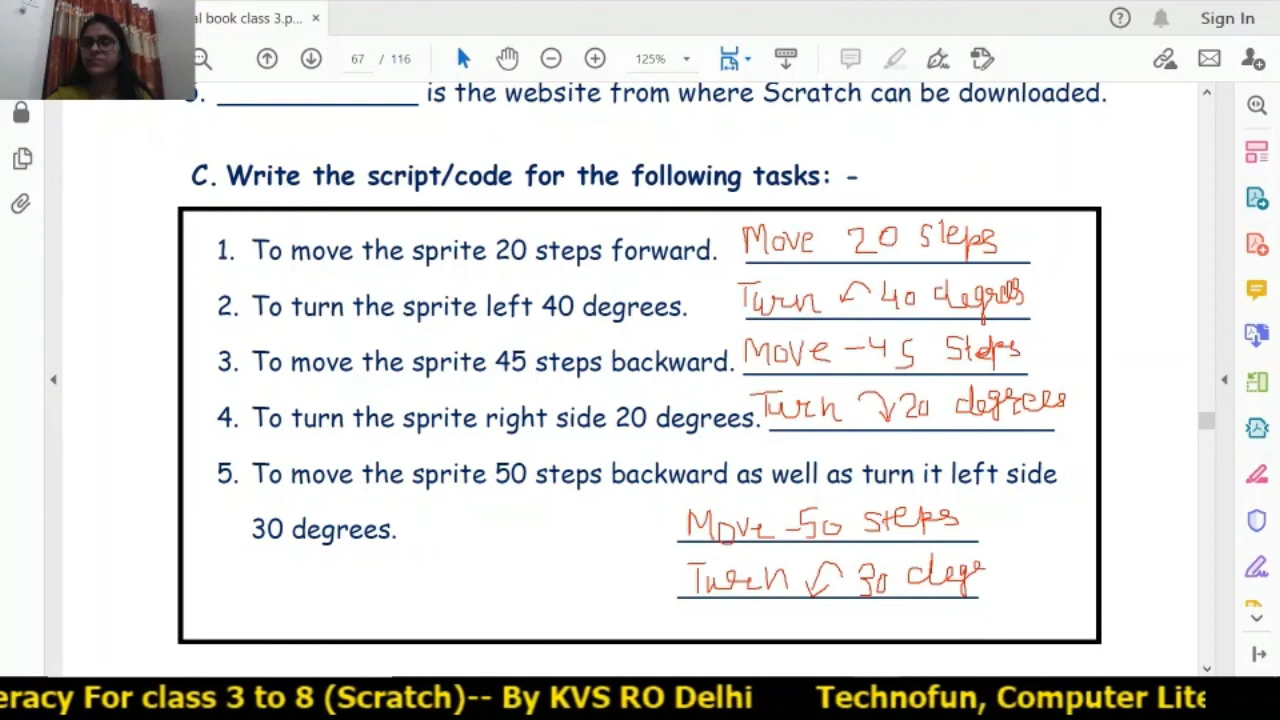 al book class 3.p... ×
Sign In
67 / 116
125%
is the website from where Scratch can be downloaded.
C. Write the script/code for the following tasks: -
1. To move the sprite 20 steps forward. Move 20 steps
2. To turn the sprite left 40 degrees. Turn ↶ 40 degrees
3. To move the sprite 45 steps backward. Move -45 Steps
4. To turn the sprite right side 20 degrees. Turn ↷ 20 degrees
5. To move the sprite 50 steps backward as well as turn it left side
30 degrees. Move -50 steps
Turn ↶ 30 dege
eracy For class 3 to 8 (Scratch)-- By KVS RO Delhi Technofun, Computer Lite